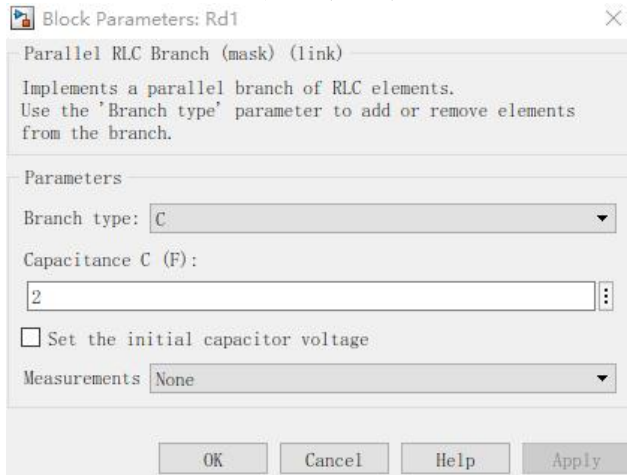 Block Parameters: Rd1
Parallel RLC Branch (mask) (link)
Implements a parallel branch of RLC elements.
Use the 'Branch type' parameter to add or remove elements
from the branch.
Parameters
Branch type: C
Capacitance C (F):
2
Set the initial capacitor voltage
Measurements None
OK Cancel Help Apply